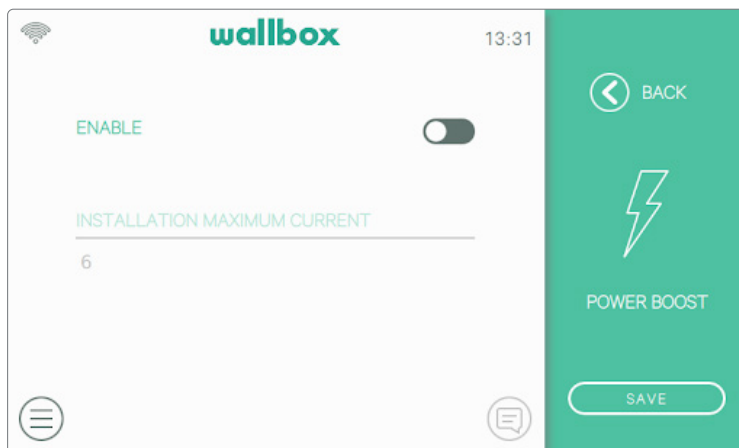 wallbox
13:31
BACK
ENABLE
INSTALLATION MAXIMUM CURRENT
6
POWER BOOST
SAVE